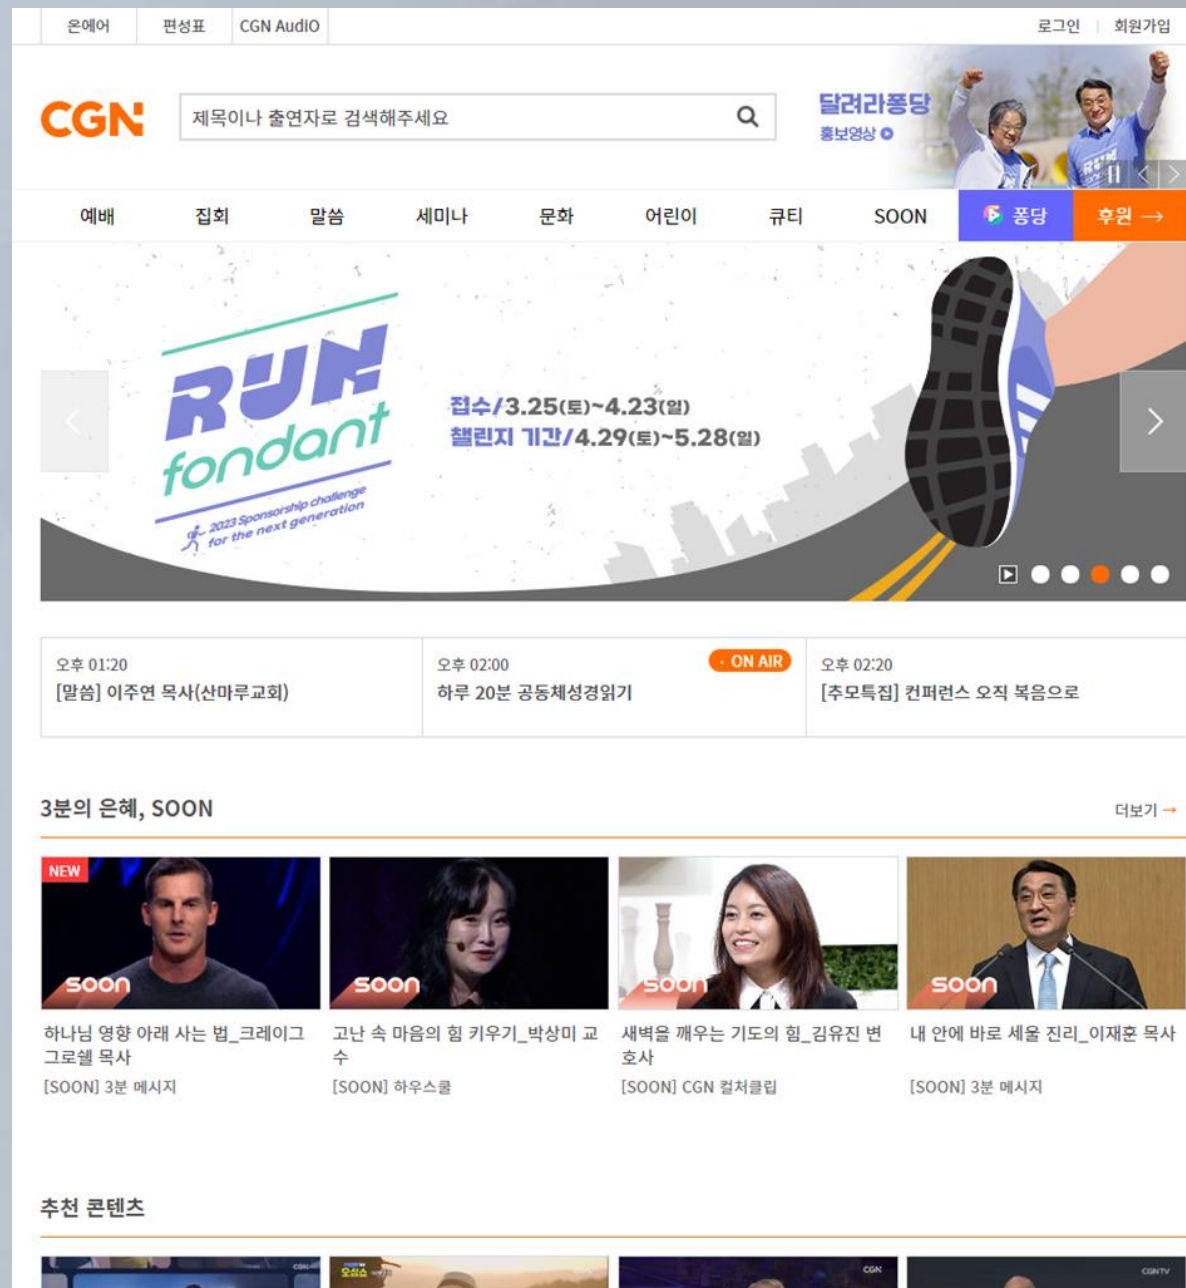 온에어 편성표 CGN AudIO 로그인 회원가입
CGN 제목이나 출연자로 검색해주세요
달려라퐁당
홍보영상
예배 집회 말씀 세미나 문화 어린이 큐티 SOON 퐁당 후원 →
RUN
fondant
2023 Sponsorship challenge
for the next generation
접수/3.25(토)~4.23(일)
챌린지 기간/4.29(토)~5.28(일)
오후 01:20
[말씀] 이주연 목사(산마루교회)
오후 02:00 · ON AIR
하루 20분 공동체성경읽기
오후 02:20
[추모특집] 컨퍼런스 오직 복음으로
3분의 은혜, SOON 더보기 →
NEW
soon soon soon soon
하나님 영향 아래 사는 법_크레이그
그로쉘 목사
[SOON] 3분 메시지
고난 속 마음의 힘 키우기_박상미 교
수
[SOON] 하우스쿨
새벽을 깨우는 기도의 힘_김유진 변
호사
[SOON] CGN 컬처클립
내 안에 바로 세울 진리_이재훈 목사
[SOON] 3분 메시지
추천 콘텐츠
CGN CGN CGNTV